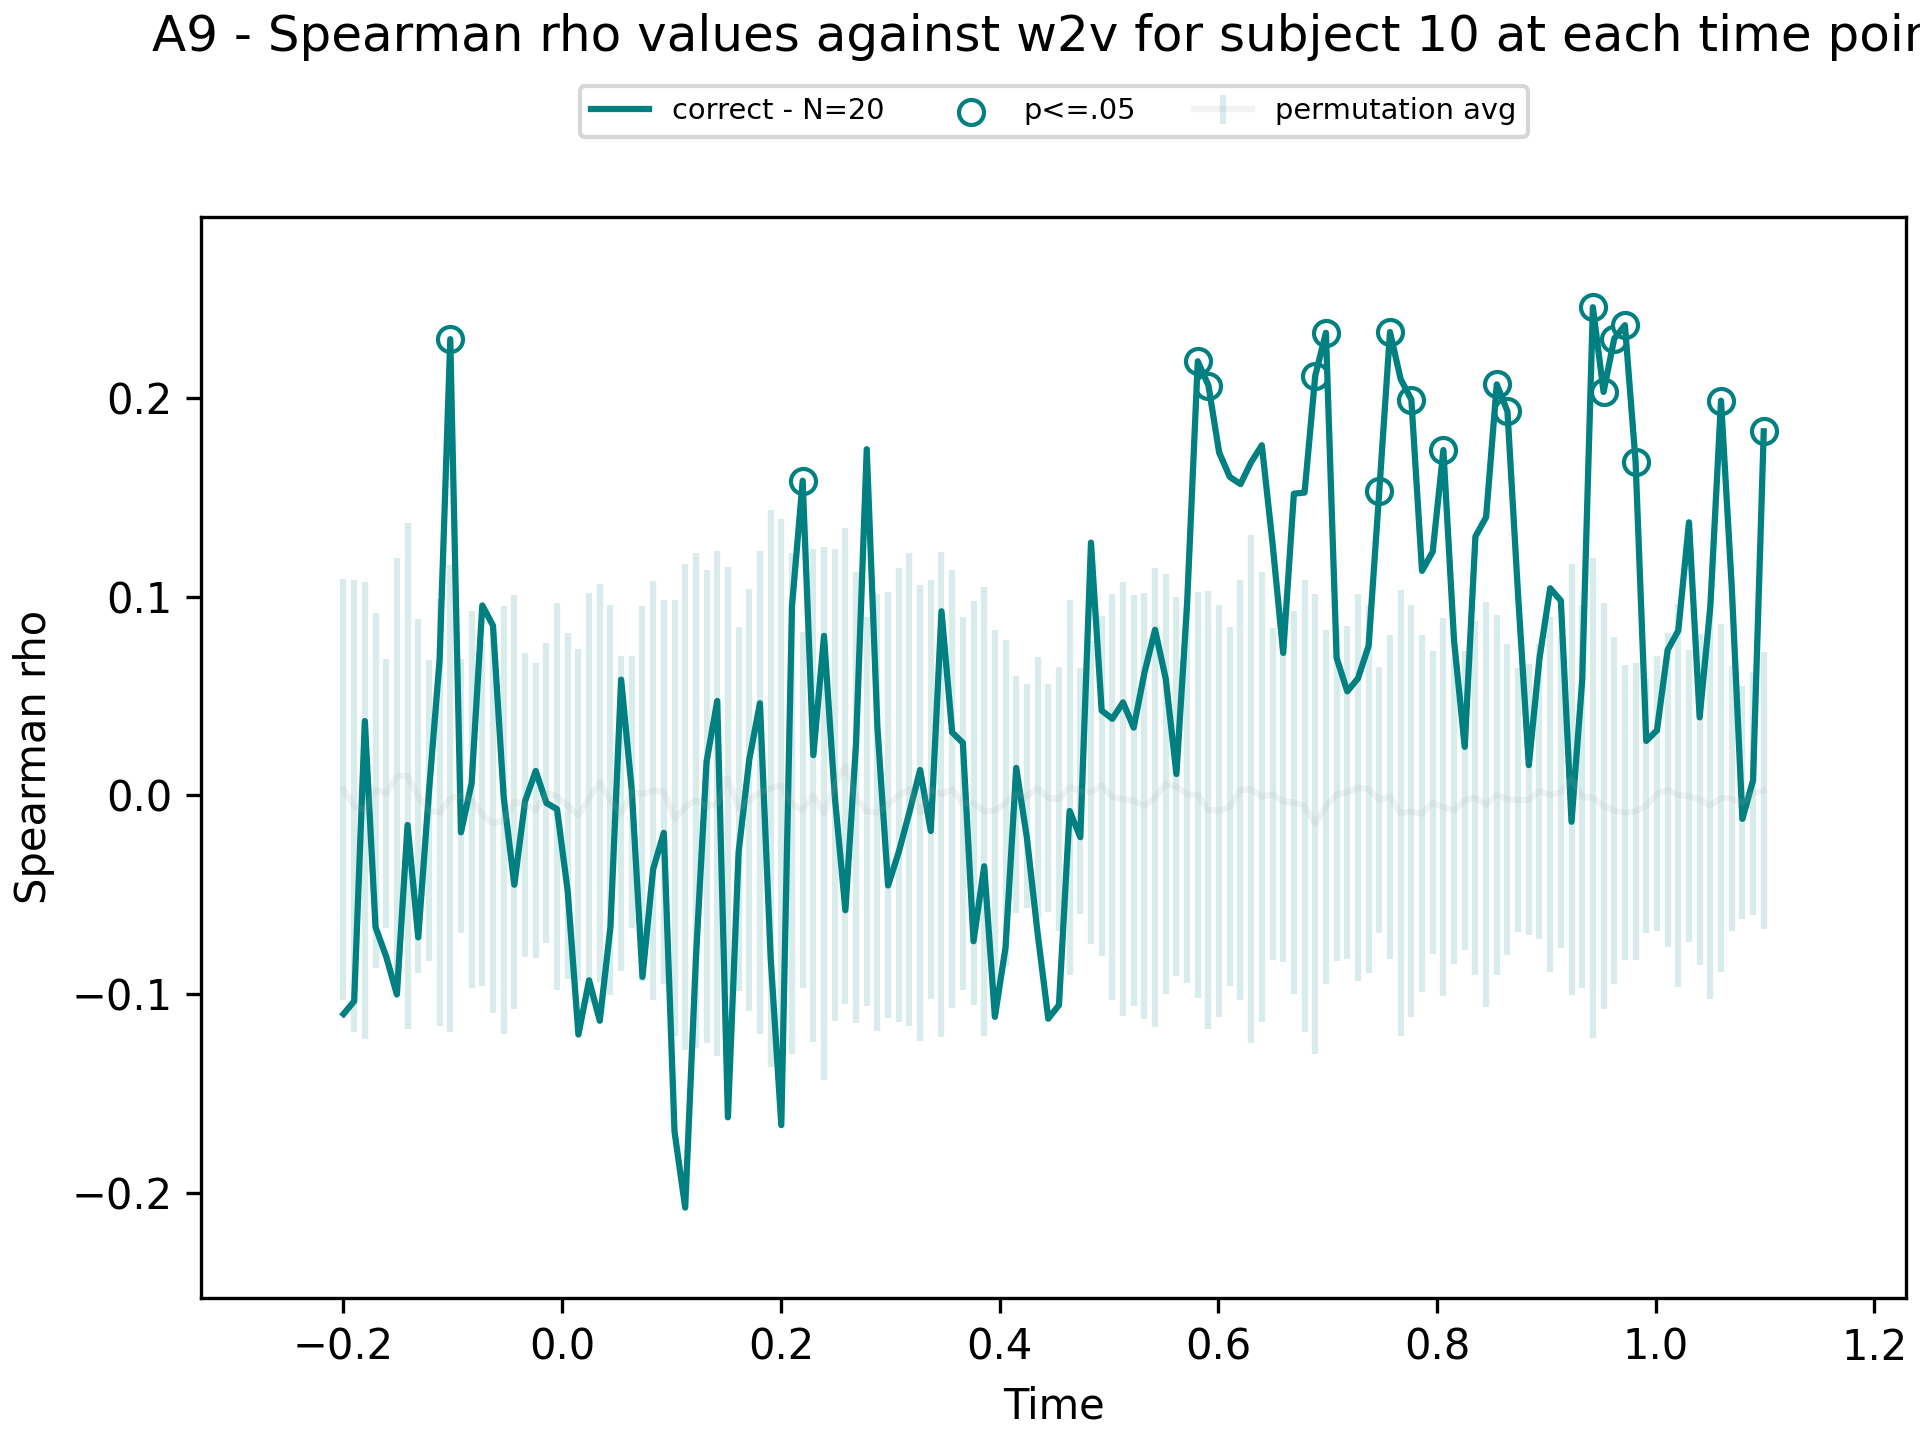 A9 - Spearman rho values against w2v for subject 10 at each time
correct - N=20
p<=.05
permutation avg
0.2
0.1
0.0
−0.1
−0.2
Spearman rho
−0.2
0.0
0.2
0.4
0.6
0.8
1.0
1.2
Time